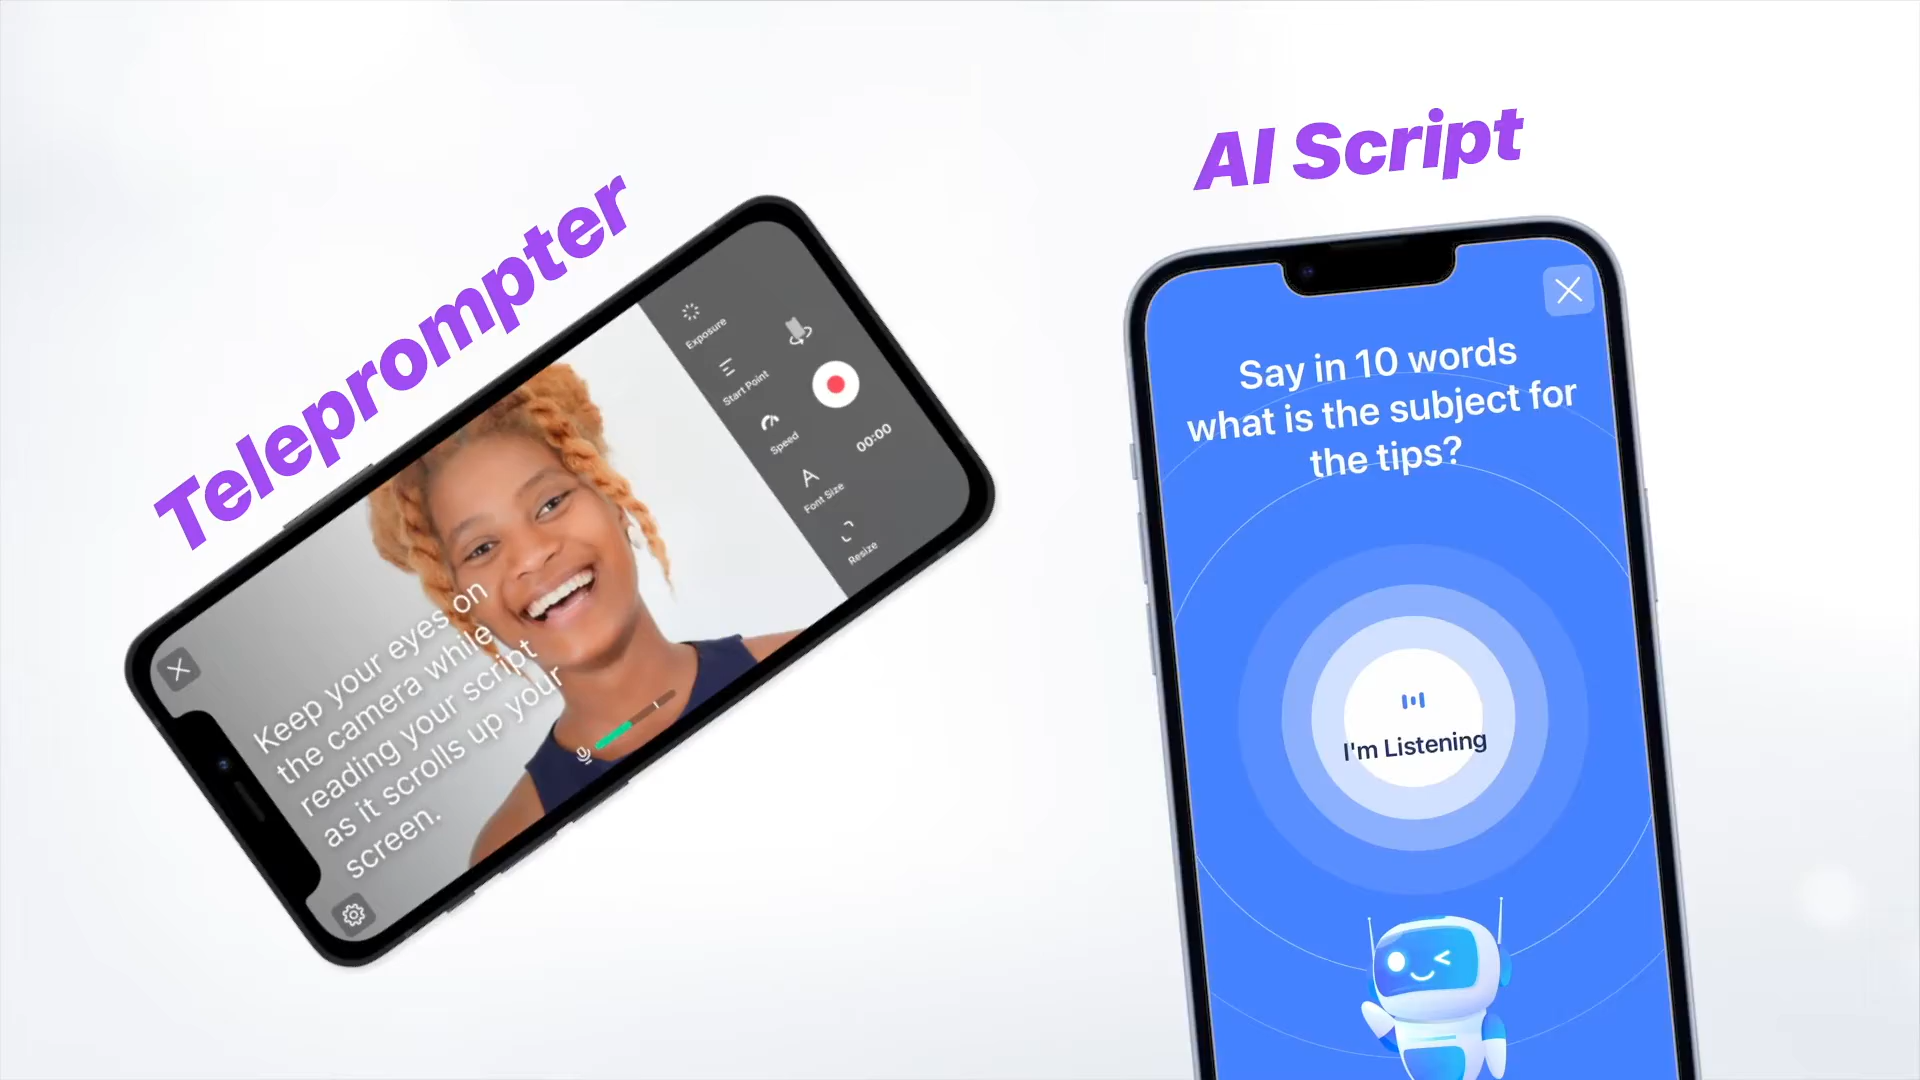 Teleprompter
Exposure
Start Point
Speed
00:00
Font Size
Resize
Keep your eyes on
the camera while
reading your script
as it scrolls up your
screen.
AI Script
Say in 10 words
what is the subject for
the tips?
I'm Listening